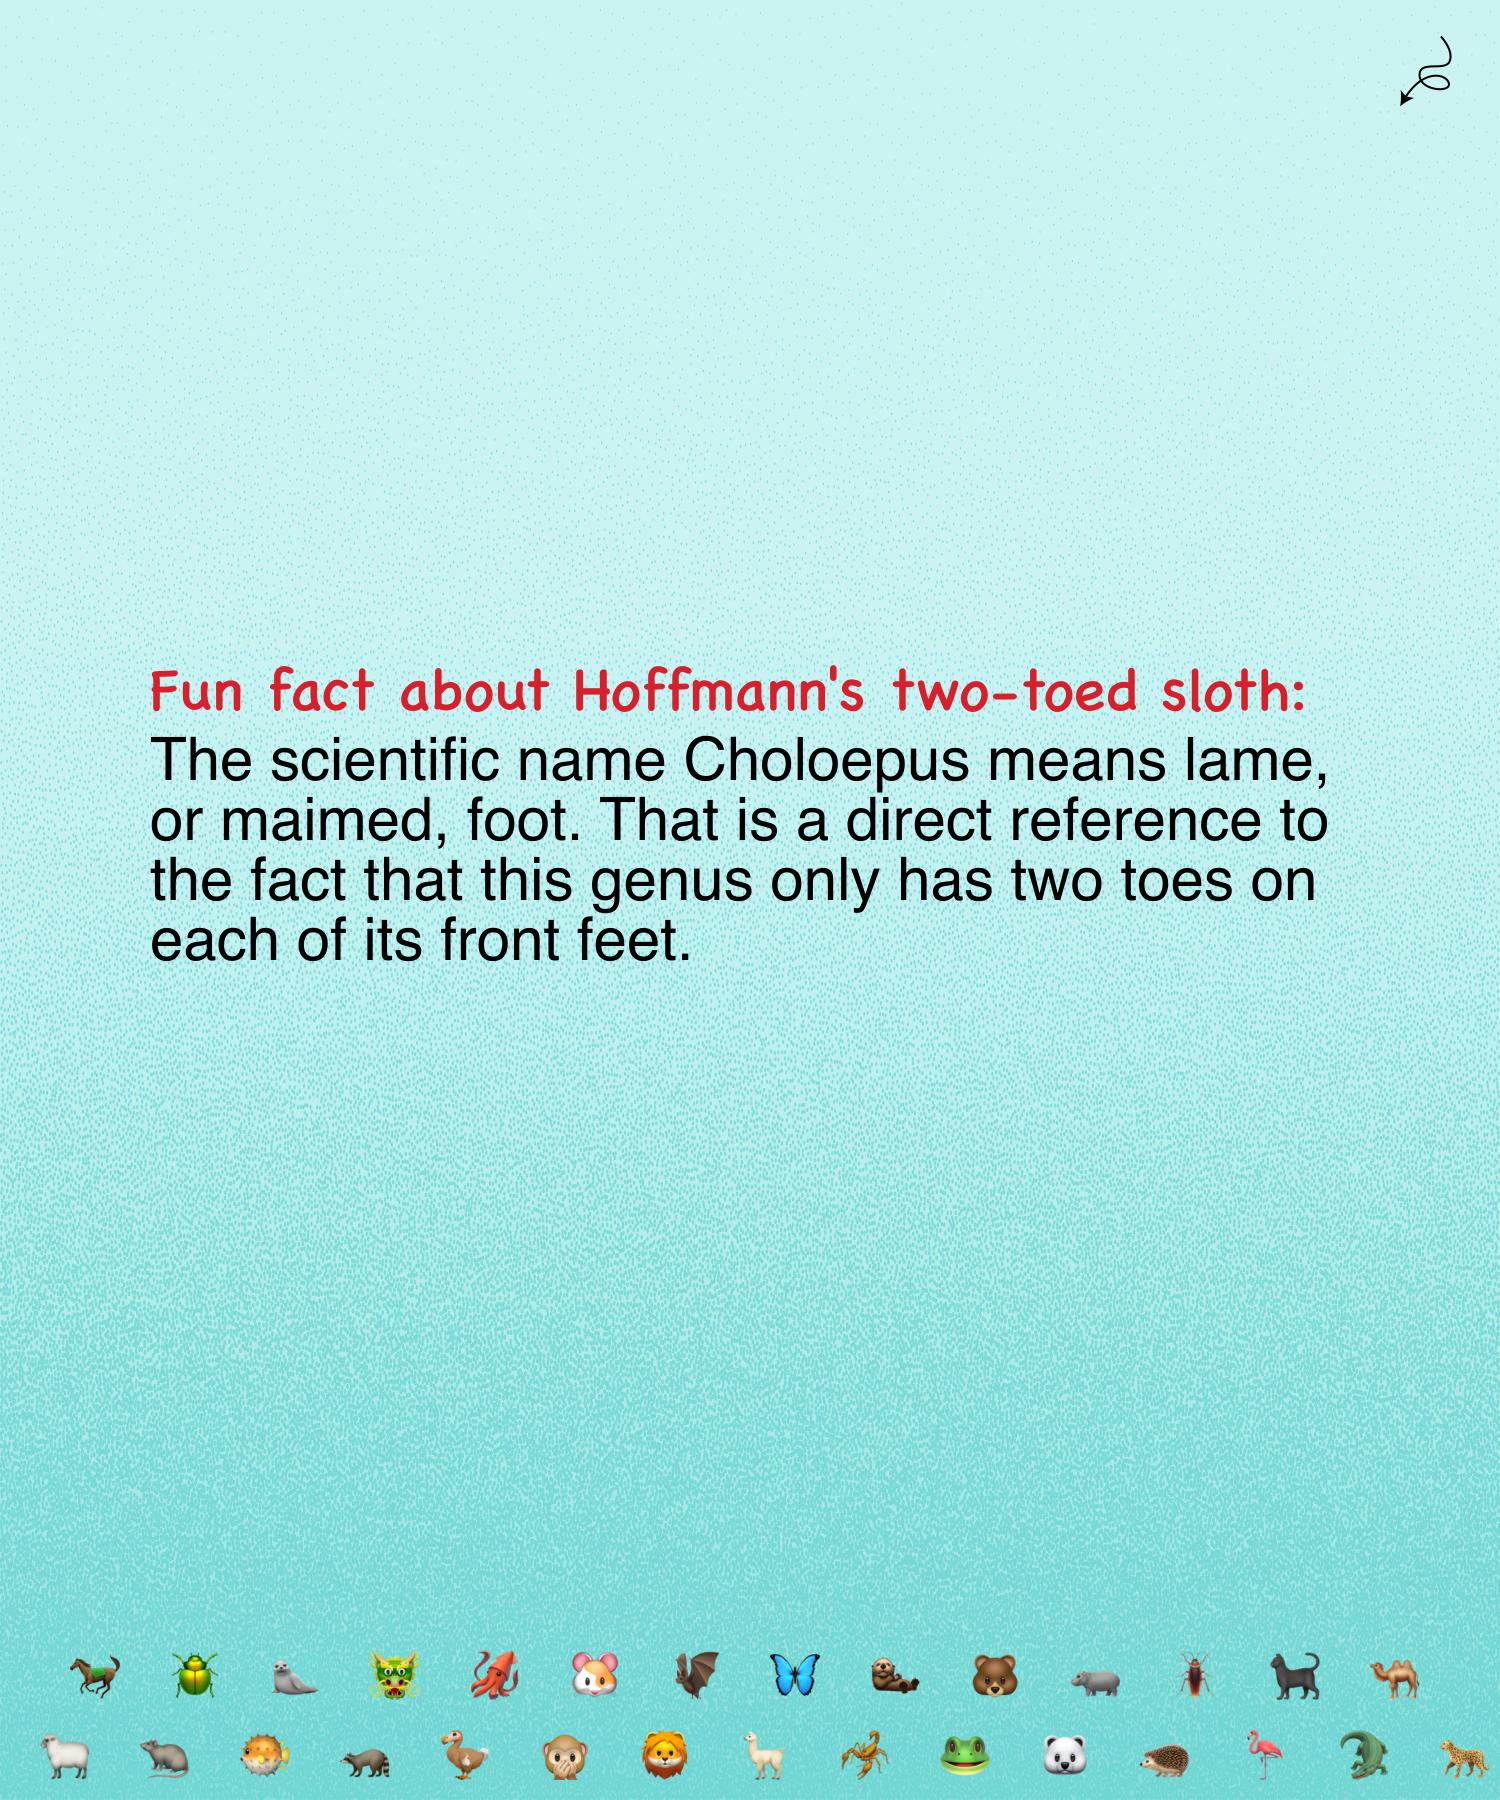 Fun fact about Hoffmann's two-toed sloth:
The scientific name Choloepus means lame,
or maimed, foot. That is a direct reference to
the fact that this genus only has two toes on
each of its front feet.